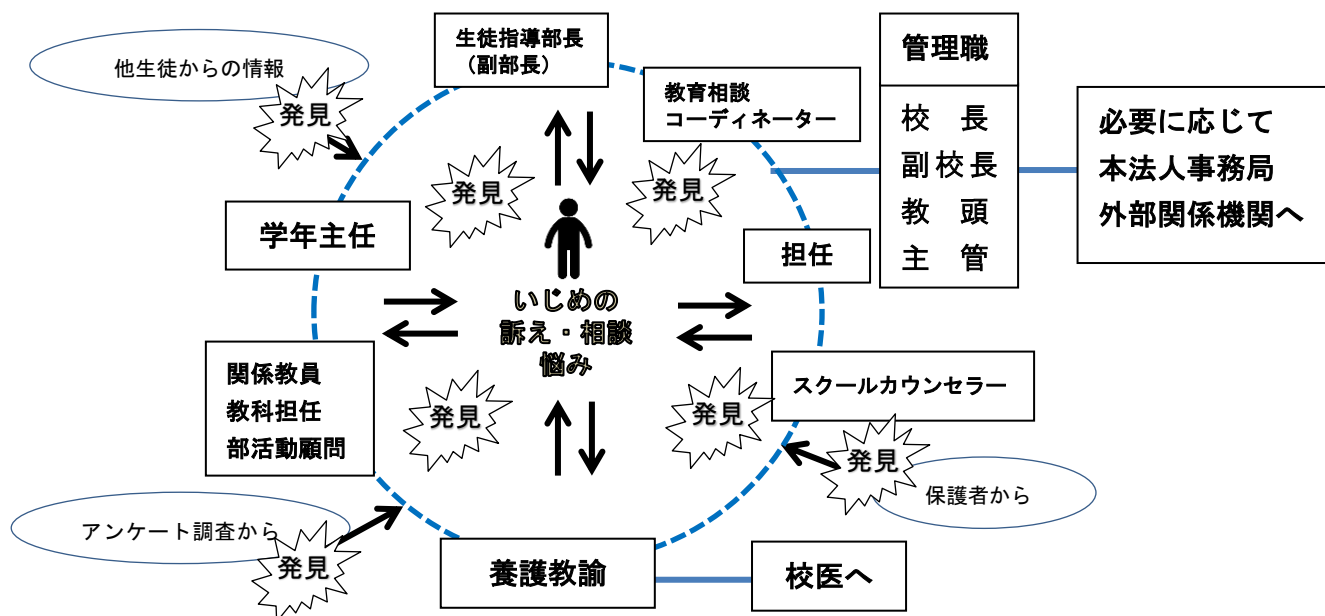 生徒指導部長
（副部長）
管理職
他生徒からの情報
発見
教育相談
コーディネーター
校　長
副校長
教　頭
主　管
必要に応じて
本法人事務局
外部関係機関へ
発見
発見
学年主任
担任
いじめの
訴え・相談
悩み
関係教員
教科担任
部活動顧問
スクールカウンセラー
発見
発見
発見
保護者から
アンケート調査から
発見
養護教諭
校医へ